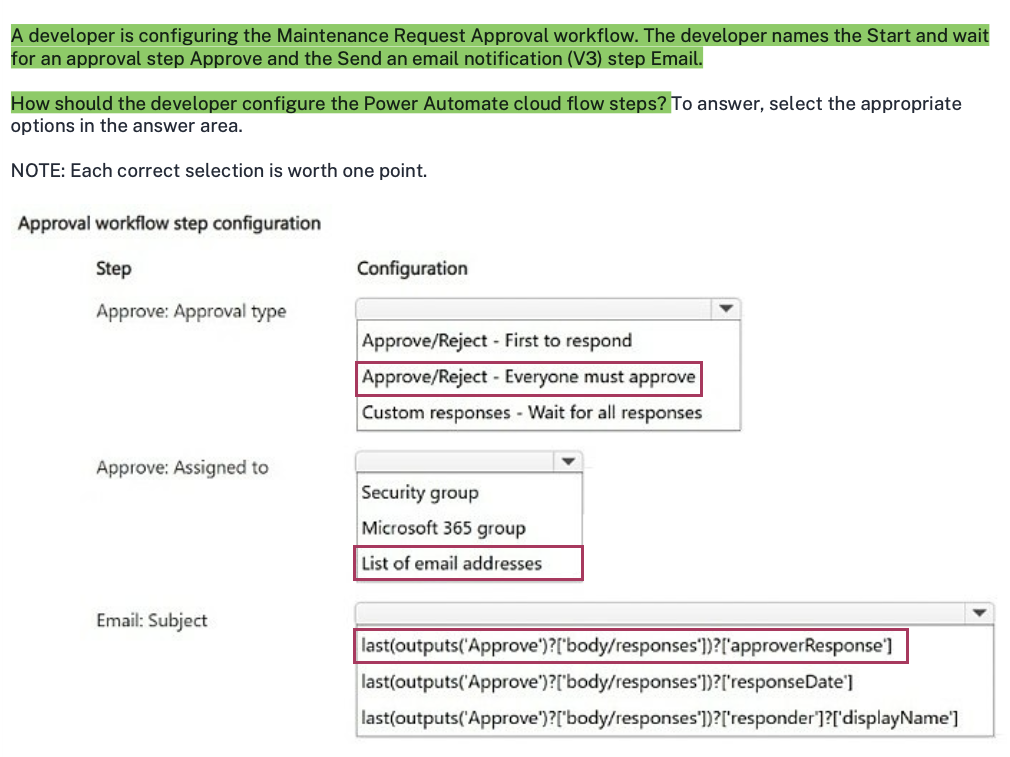 A developer is configuring the Maintenance Request Approval workflow. The developer names the Start and wait
for an approval step Approve and the Send an email notification (V3) step Email.
How should the developer configure the Power Automate cloud flow steps? To answer, select the appropriate
options in the answer area.
NOTE: Each correct selection is worth one point.
Approval workflow step configuration
Step Configuration
Approve: Approval type
Approve/Reject - First to respond
Approve/Reject - Everyone must approve
Custom responses - Wait for all responses
Approve: Assigned to
Security group
Microsoft 365 group
List of email addresses
Email: Subject
last(outputs('Approve')?['body/responses'])?['approverResponse']
last(outputs('Approve')?['body/responses'])?['responseDate']
last(outputs('Approve')?['body/responses'])?['responder']?['displayName']